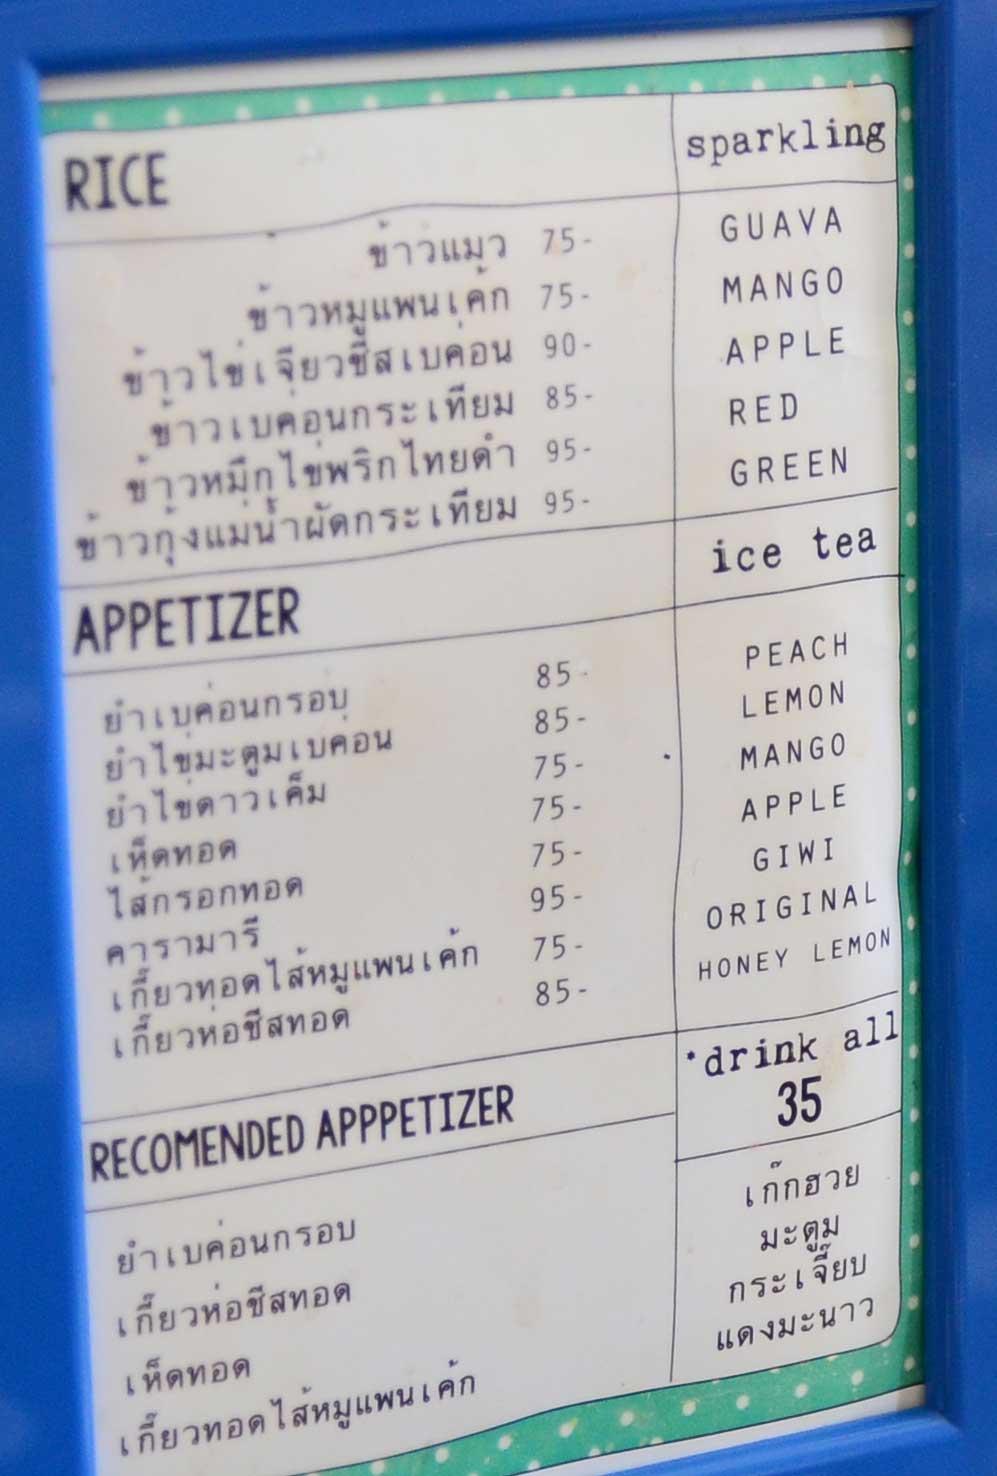 RICE
ข้าวแมว 75-
ข้าวหมูแพนเค้ก 75-
ข้าวไข่เจียวชีสเบค่อน 90-
ข้าวเบค่อนกระเทียม 85-
ข้าวหมึกไข่พริกไทยดำ 95-
ข้าวกุ้งแม่น้ำผัดกระเทียม 95-
APPETIZER
ยำเบค่อนกรอบ 85-
ยำไข่มะตูมเบค่อน 85-
ยำไข่ดาวเค็ม 75-
เห็ดทอด 75-
ไส้กรอกทอด 75-
คารามารี 95-
เกี๊ยวทอดไส้หมูแพนเค้ก 75-
เกี๊ยวห่อชีสทอด 85-
RECOMENDED APPPETIZER
ยำเบค่อนกรอบ
เกี๊ยวห่อชีสทอด
เห็ดทอด
เกี๊ยวทอดไส้หมูแพนเค้ก
sparkling
GUAVA
MANGO
APPLE
RED
GREEN
ice tea
PEACH
LEMON
MANGO
APPLE
GIWI
ORIGINAL
HONEY LEMON
drink all
35
เก๊กฮวย
มะตูม
กระเจี๊ยบ
แดงมะนาว